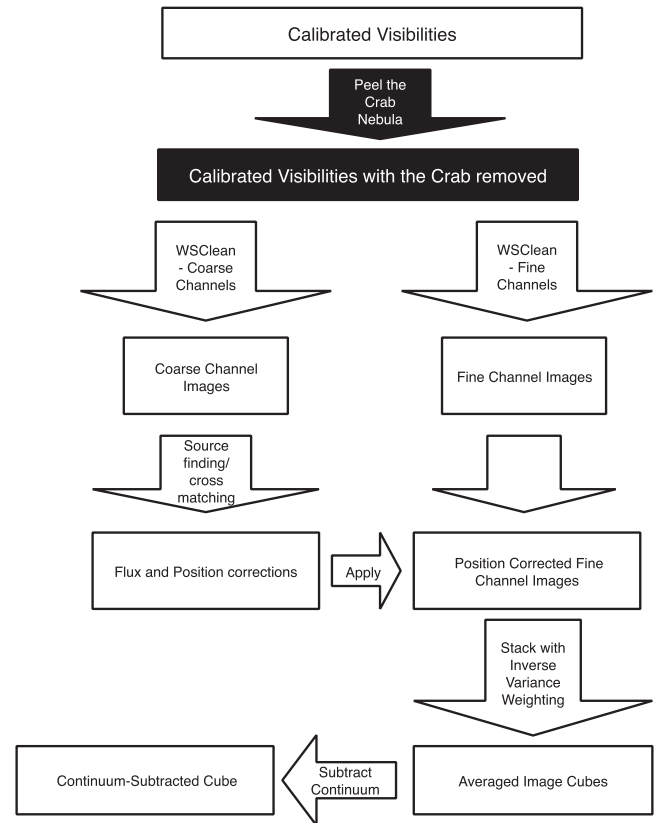 Calibrated Visibilities
Peel the
Crab
Nebula
Calibrated Visibilities with the Crab removed
WSClean
- Coarse
Channels
WSClean
- Fine
Channels
Coarse Channel
Images
Fine Channel Images
Source
finding/
cross
matching
Flux and Position corrections
Apply
Position Corrected Fine
Channel Images
Stack with
Inverse
Variance
Weighting
Continuum-Subtracted Cube
Subtract
Continuum
Averaged Image Cubes